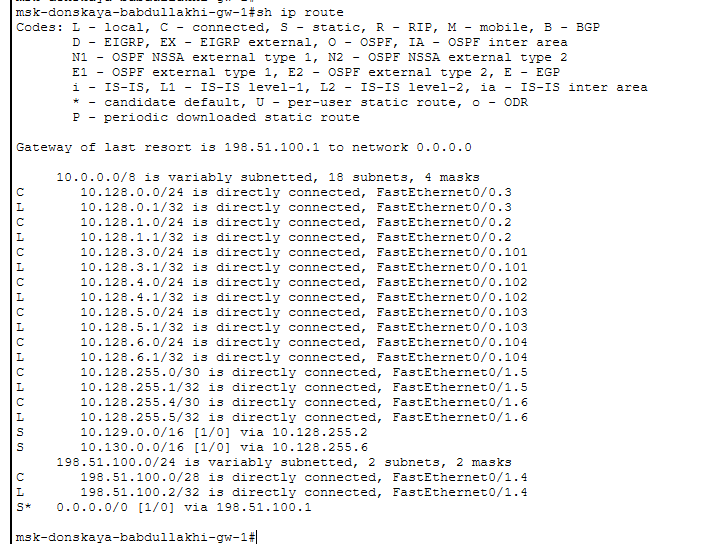 msk-donskaya-babdullakhi-gw-1#sh ip route
Codes: L - local, C - connected, S - static, R - RIP, M - mobile, B - BGP
       D - EIGRP, EX - EIGRP external, O - OSPF, IA - OSPF inter area
       N1 - OSPF NSSA external type 1, N2 - OSPF NSSA external type 2
       E1 - OSPF external type 1, E2 - OSPF external type 2, E - EGP
       i - IS-IS, L1 - IS-IS level-1, L2 - IS-IS level-2, ia - IS-IS inter area
       * - candidate default, U - per-user static route, o - ODR
       P - periodic downloaded static route

Gateway of last resort is 198.51.100.1 to network 0.0.0.0

     10.0.0.0/8 is variably subnetted, 18 subnets, 4 masks
C       10.128.0.0/24 is directly connected, FastEthernet0/0.3
L       10.128.0.1/32 is directly connected, FastEthernet0/0.3
C       10.128.1.0/24 is directly connected, FastEthernet0/0.2
L       10.128.1.1/32 is directly connected, FastEthernet0/0.2
C       10.128.3.0/24 is directly connected, FastEthernet0/0.101
L       10.128.3.1/32 is directly connected, FastEthernet0/0.101
C       10.128.4.0/24 is directly connected, FastEthernet0/0.102
L       10.128.4.1/32 is directly connected, FastEthernet0/0.102
C       10.128.5.0/24 is directly connected, FastEthernet0/0.103
L       10.128.5.1/32 is directly connected, FastEthernet0/0.103
C       10.128.6.0/24 is directly connected, FastEthernet0/0.104
L       10.128.6.1/32 is directly connected, FastEthernet0/0.104
C       10.128.255.0/30 is directly connected, FastEthernet0/1.5
L       10.128.255.1/32 is directly connected, FastEthernet0/1.5
C       10.128.255.4/30 is directly connected, FastEthernet0/1.6
L       10.128.255.5/32 is directly connected, FastEthernet0/1.6
S       10.129.0.0/16 [1/0] via 10.128.255.2
S       10.130.0.0/16 [1/0] via 10.128.255.6
     198.51.100.0/24 is variably subnetted, 2 subnets, 2 masks
C       198.51.100.0/28 is directly connected, FastEthernet0/1.4
L       198.51.100.2/32 is directly connected, FastEthernet0/1.4
S*   0.0.0.0/0 [1/0] via 198.51.100.1

msk-donskaya-babdullakhi-gw-1#